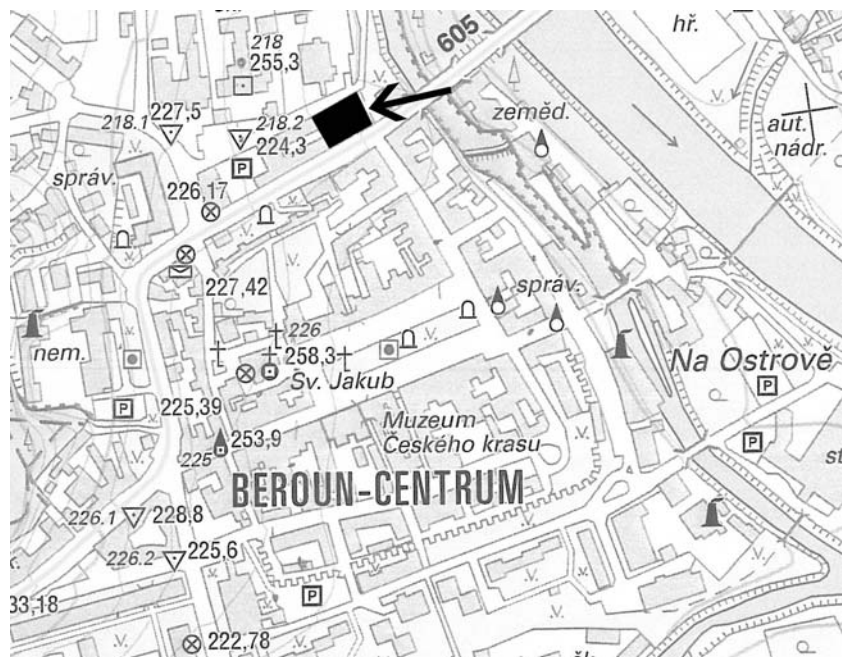 605
hř.
218
255,3
zeměd.
227,5
218.1
218.2
224,3
aut.
nádr.
P
správ.
226,17
V.
227,42
správ.
226
nem.
258,3
Sv. Jakub
Na Ostrově
P
P
225,39
Muzeum
Českého krasu
253,9
225
P
st
BEROUN-CENTRUM
226.1
228,8
226.2
225,6
P
33,18
222,78